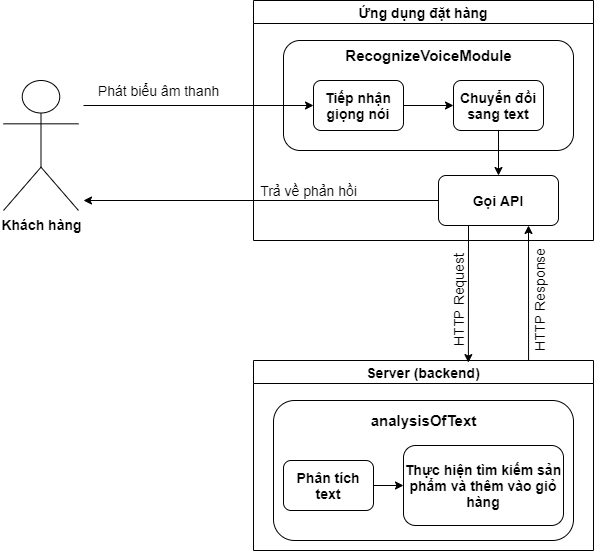 Ứng dụng đặt hàng
RecognizeVoiceModule
Phát biểu âm thanh
Tiếp nhận
giọng nói
Chuyển đổi
sang text
Trả về phản hồi
Gọi API
Khách hàng
HTTP Request
HTTP Response
Server (backend)
analysisOfText
Phân tích
text
Thực hiện tìm kiếm sản
phẩm và thêm vào giỏ
hàng